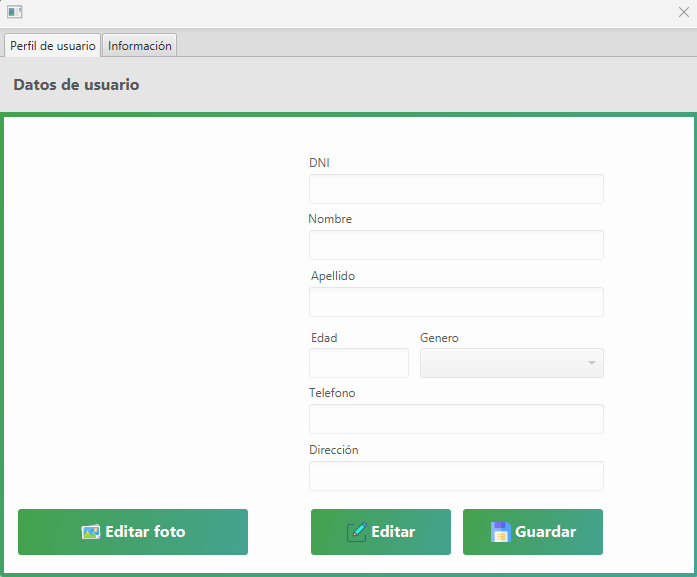 Perfil de usuario Información
Datos de usuario
DNI
Nombre
Apellido
Edad Genero
Telefono
Dirección
Editar foto Editar Guardar